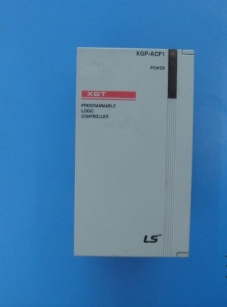 XGP-ACF1
POWER
XGT
PROGRAMMABLE
LOGIC
CONTROLLER
LS